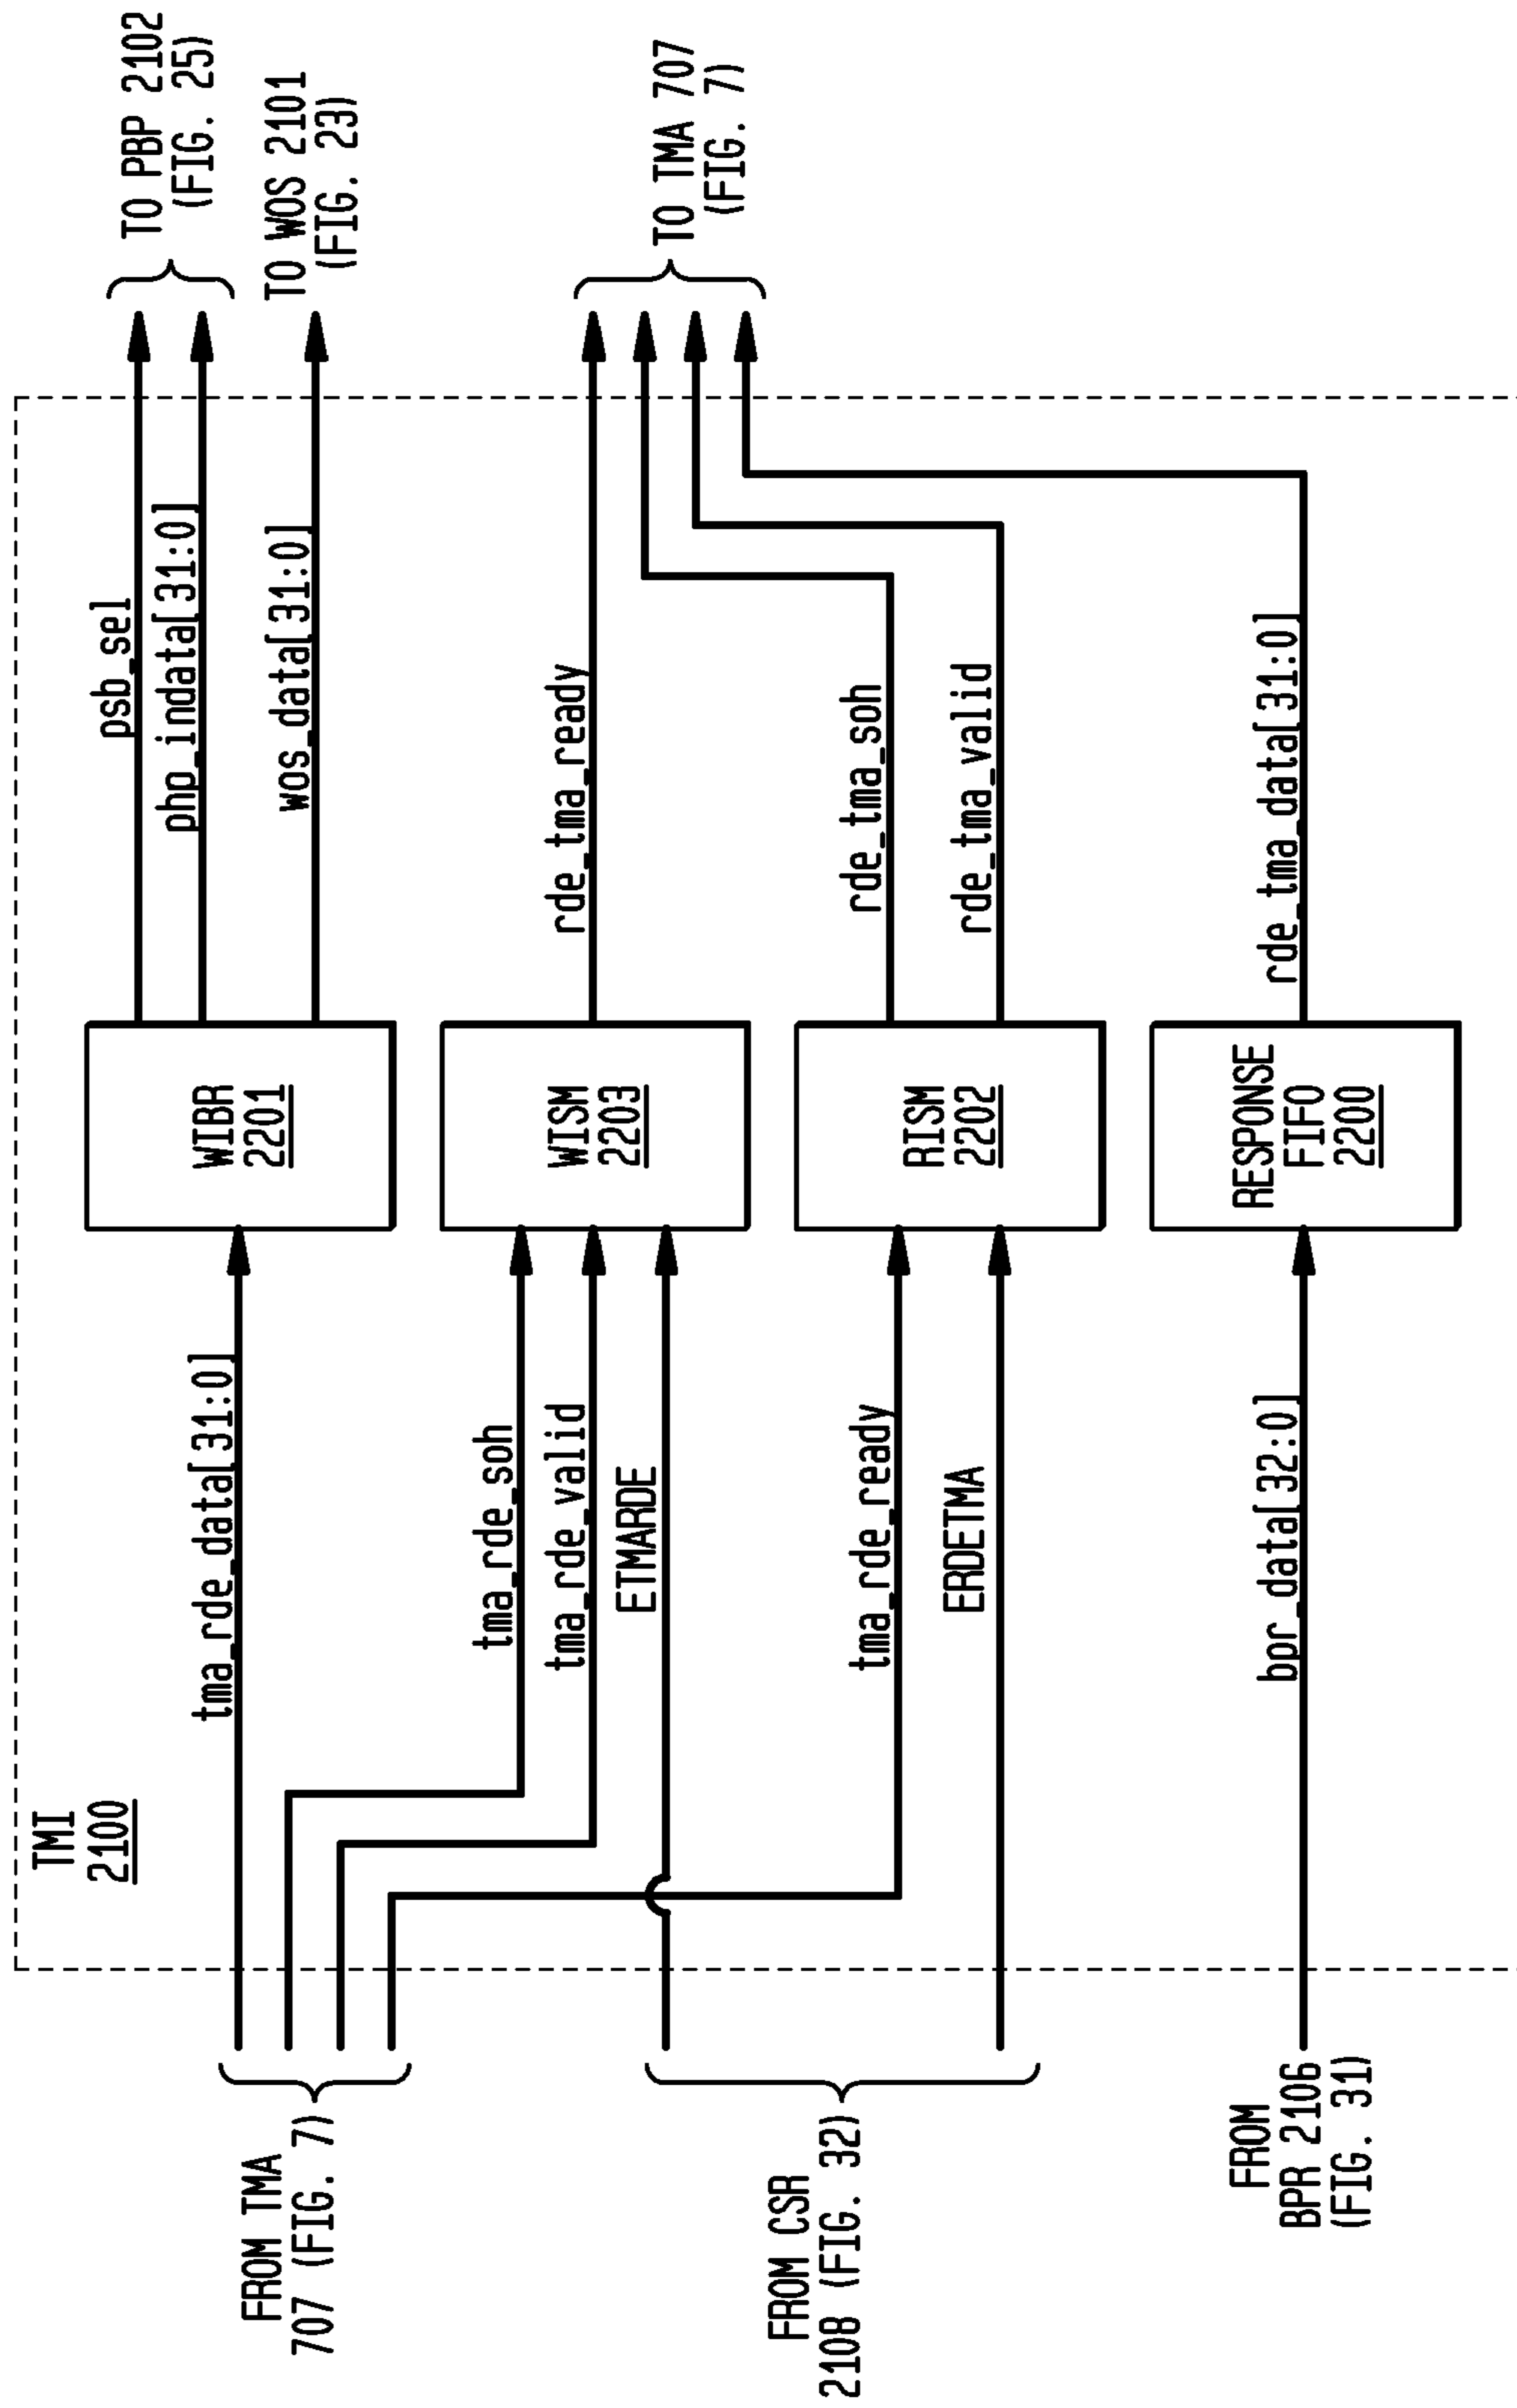 TMI
2100
FROM TMA
707 (FIG. 7)
FROM CSR
2108 (FIG. 32)
FROM
BPR 2106
(FIG. 31)
tma_rde_data[31:0]
tma_rde_soh
tma_rde_valid
ETMARDE
tma_rde_ready
ERDETMA
bpr_data[32:0]
WIBR
2201
WISM
2203
RISM
2202
RESPONSE
FIFO
2200
psb_sel
php_indata[31:0]
wos_data[31:0]
rde_tma_ready
rde_tma_soh
rde_tma_valid
rde_tma_data[31:0]
TO PBP 2102
(FIG. 25)
TO WOS 2101
(FIG. 23)
TO TMA 707
(FIG. 7)